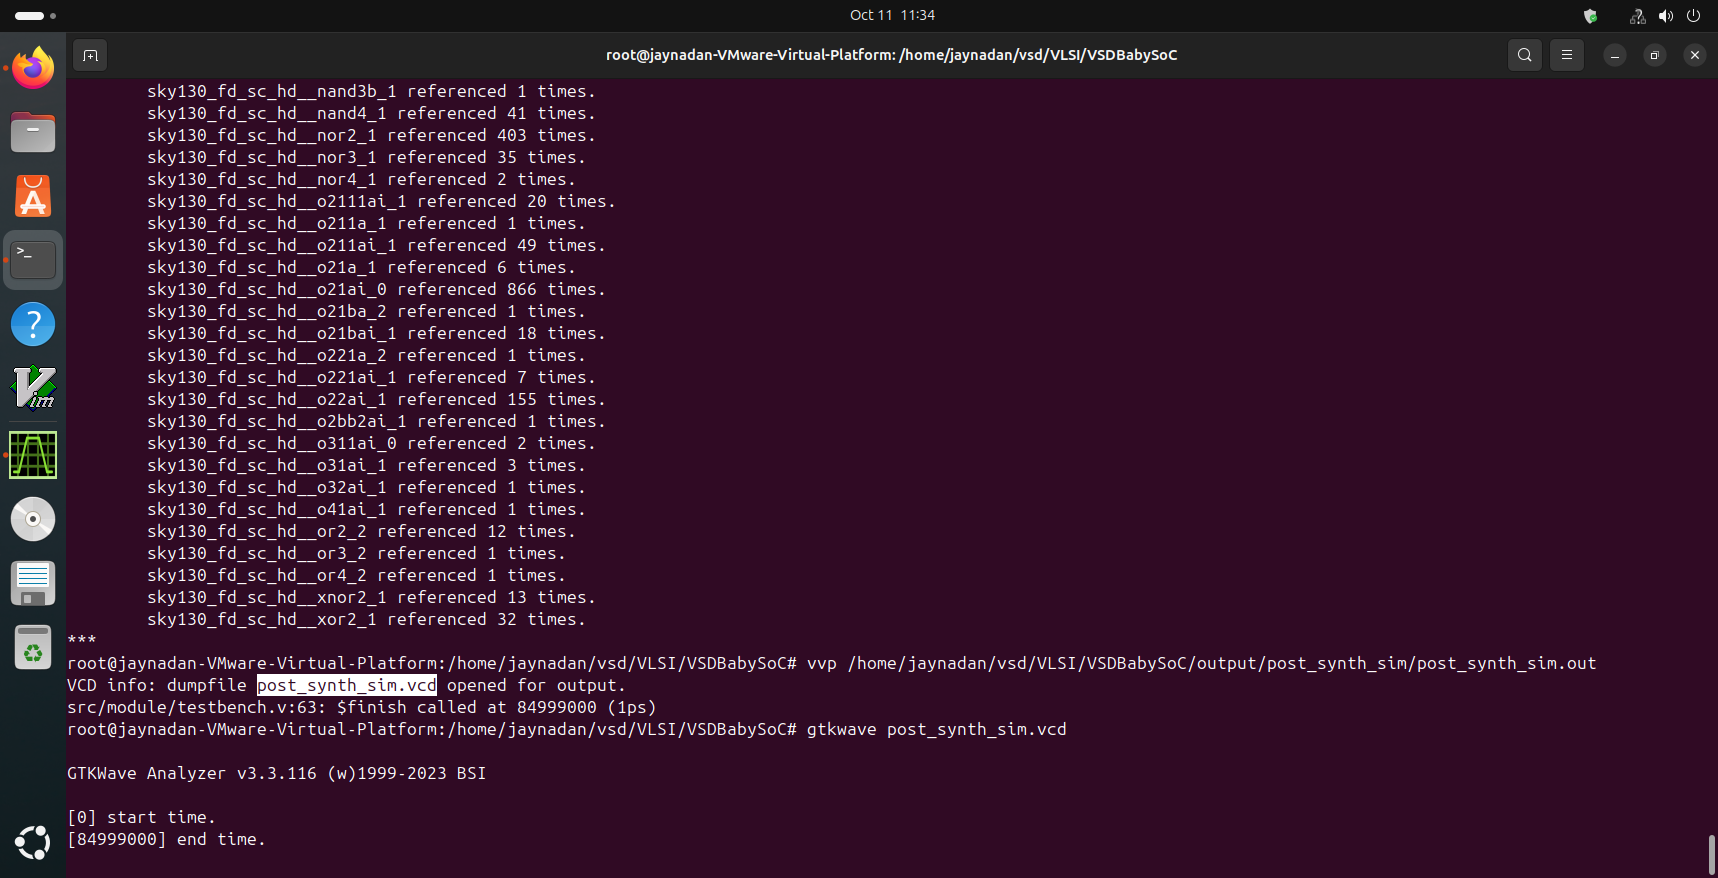 Oct 11 11:34
root@jaynadan-VMware-Virtual-Platform: /home/jaynadan/vsd/VLSI/VSDBabySoC
sky130_fd_sc_hd__nand3b_1 referenced 1 times.
sky130_fd_sc_hd__nand4_1 referenced 41 times.
sky130_fd_sc_hd__nor2_1 referenced 403 times.
sky130_fd_sc_hd__nor3_1 referenced 35 times.
sky130_fd_sc_hd__nor4_1 referenced 2 times.
sky130_fd_sc_hd__o2111ai_1 referenced 20 times.
sky130_fd_sc_hd__o211a_1 referenced 1 times.
sky130_fd_sc_hd__o211ai_1 referenced 49 times.
sky130_fd_sc_hd__o21a_1 referenced 6 times.
sky130_fd_sc_hd__o21ai_0 referenced 866 times.
sky130_fd_sc_hd__o21ba_2 referenced 1 times.
sky130_fd_sc_hd__o21bai_1 referenced 18 times.
sky130_fd_sc_hd__o221a_2 referenced 1 times.
sky130_fd_sc_hd__o221ai_1 referenced 7 times.
sky130_fd_sc_hd__o22ai_1 referenced 155 times.
sky130_fd_sc_hd__o2bb2ai_1 referenced 1 times.
sky130_fd_sc_hd__o311ai_0 referenced 2 times.
sky130_fd_sc_hd__o31ai_1 referenced 3 times.
sky130_fd_sc_hd__o32ai_1 referenced 1 times.
sky130_fd_sc_hd__o41ai_1 referenced 1 times.
sky130_fd_sc_hd__or2_2 referenced 12 times.
sky130_fd_sc_hd__or3_2 referenced 1 times.
sky130_fd_sc_hd__or4_2 referenced 1 times.
sky130_fd_sc_hd__xnor2_1 referenced 13 times.
sky130_fd_sc_hd__xor2_1 referenced 32 times.
***
root@jaynadan-VMware-Virtual-Platform:/home/jaynadan/vsd/VLSI/VSDBabySoC# vvp /home/jaynadan/vsd/VLSI/VSDBabySoC/output/post_synth_sim/post_synth_sim.out
VCD info: dumpfile post_synth_sim.vcd opened for output.
src/module/testbench.v:63: $finish called at 84999000 (1ps)
root@jaynadan-VMware-Virtual-Platform:/home/jaynadan/vsd/VLSI/VSDBabySoC# gtkwave post_synth_sim.vcd
GTKWave Analyzer v3.3.116 (w)1999-2023 BSI
[0] start time.
[84999000] end time.
>_
?
Vim